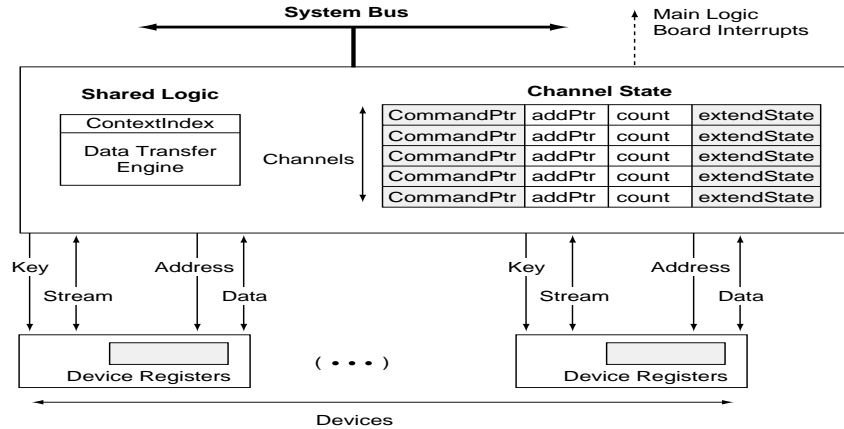 System Bus
Main Logic
Board Interrupts
Shared Logic
Channel State
ContextIndex
Data Transfer
Engine
Channels
CommandPtr addPtr count extendState
CommandPtr addPtr count extendState
CommandPtr addPtr count extendState
CommandPtr addPtr count extendState
CommandPtr addPtr count extendState
Key Address Key Address
Stream Data Stream Data
Device Registers ( • • • ) Device Registers
Devices